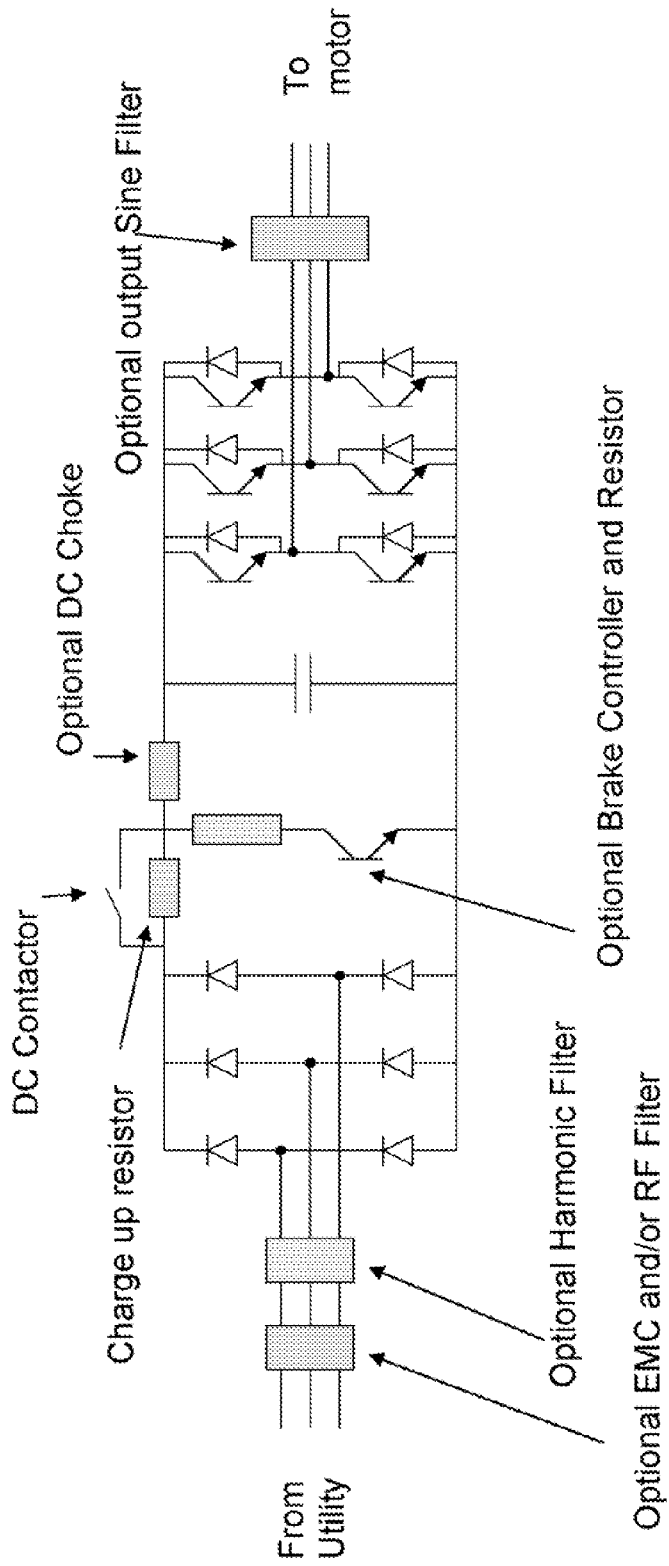 DC Contactor
Optional DC Choke
Charge up resistor
Optional output Sine Filter
From
Utility
To
motor
Optional Harmonic Filter
Optional Brake Controller and Resistor
Optional EMC and/or RF Filter